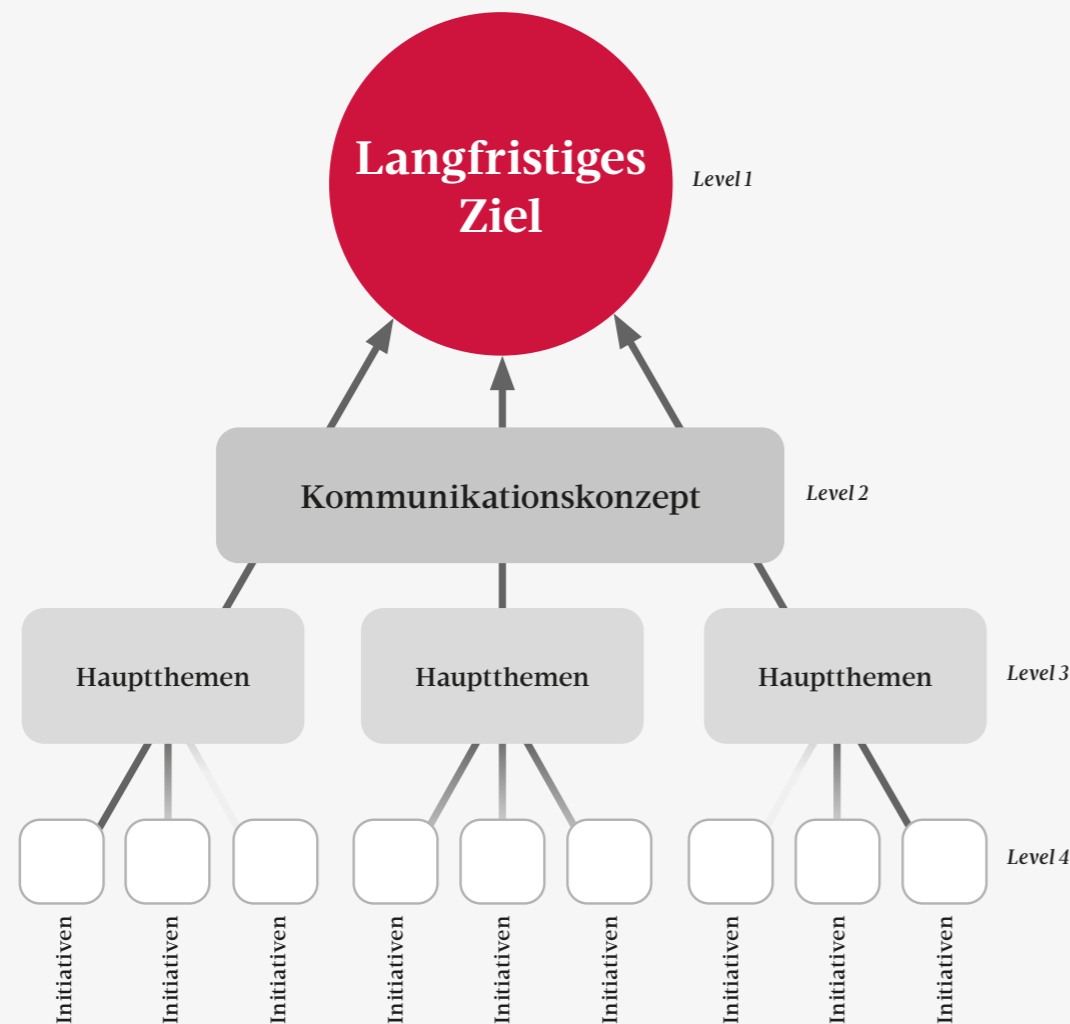 Langfristiges
Ziel
Level 1
Kommunikationskonzept
Level 2
Hauptthemen
Hauptthemen
Hauptthemen
Level 3
Level 4
Initiativen
Initiativen
Initiativen
Initiativen
Initiativen
Initiativen
Initiativen
Initiativen
Initiativen